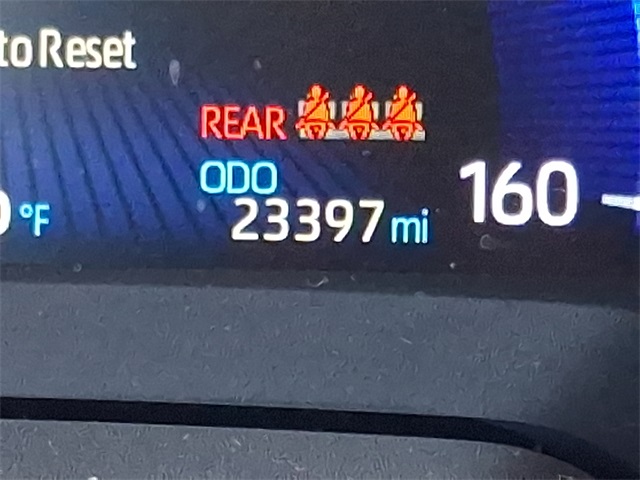 to Reset
REAR
ODO
160
23397 mi
°F